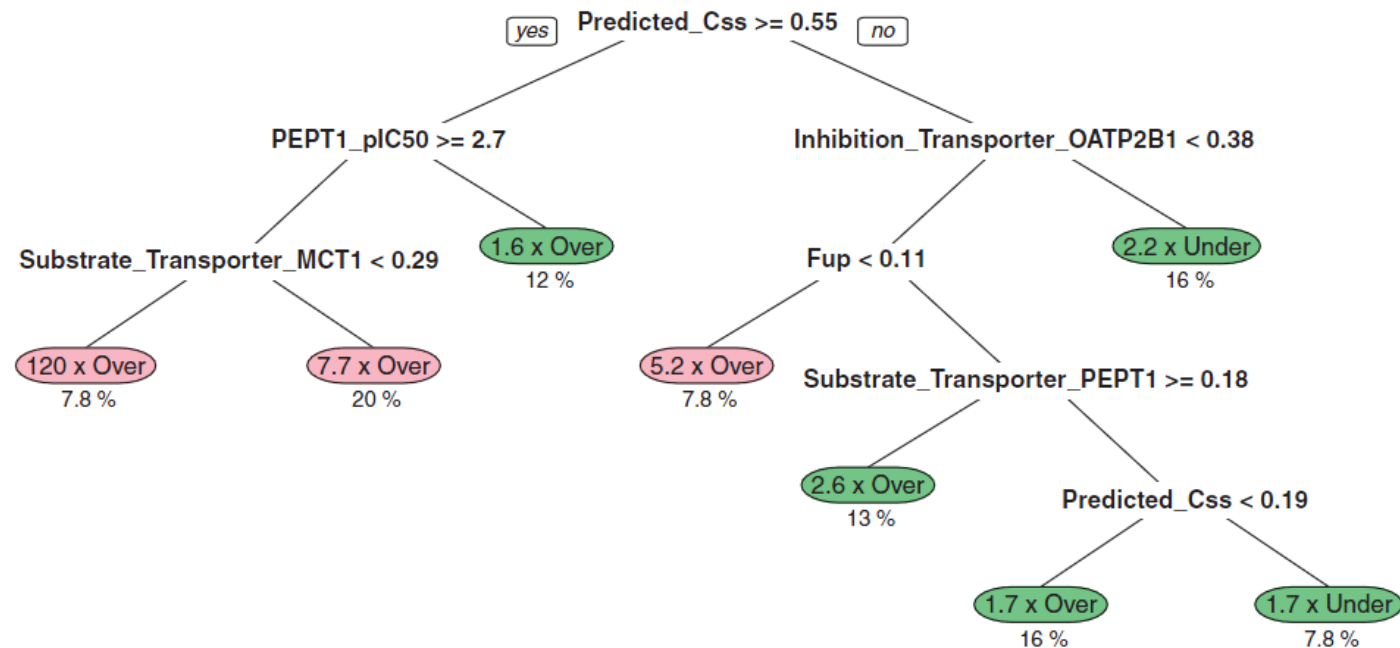 yes
Predicted_Css >= 0.55
no
PEPT1_pIC50 >= 2.7
Inhibition_Transporter_OATP2B1 < 0.38
Substrate_Transporter_MCT1 < 0.29
1.6 x Over
12 %
Fup < 0.11
2.2 x Under
16 %
120 x Over
7.8 %
7.7 x Over
20 %
5.2 x Over
7.8 %
Substrate_Transporter_PEPT1 >= 0.18
2.6 x Over
13 %
Predicted_Css < 0.19
1.7 x Over
16 %
1.7 x Under
7.8 %